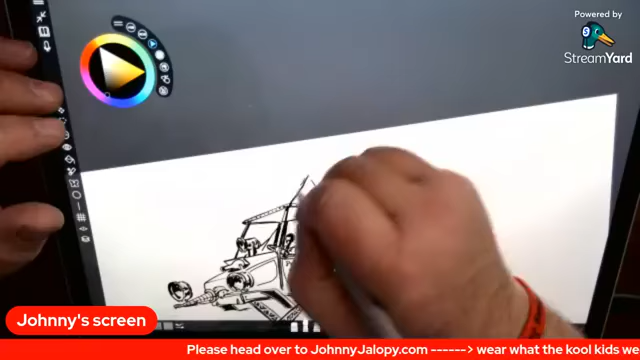 Powered by
StreamYard
Johnny's screen
Please head over to JohnnyJalopy.com ------> wear what the kool kids we